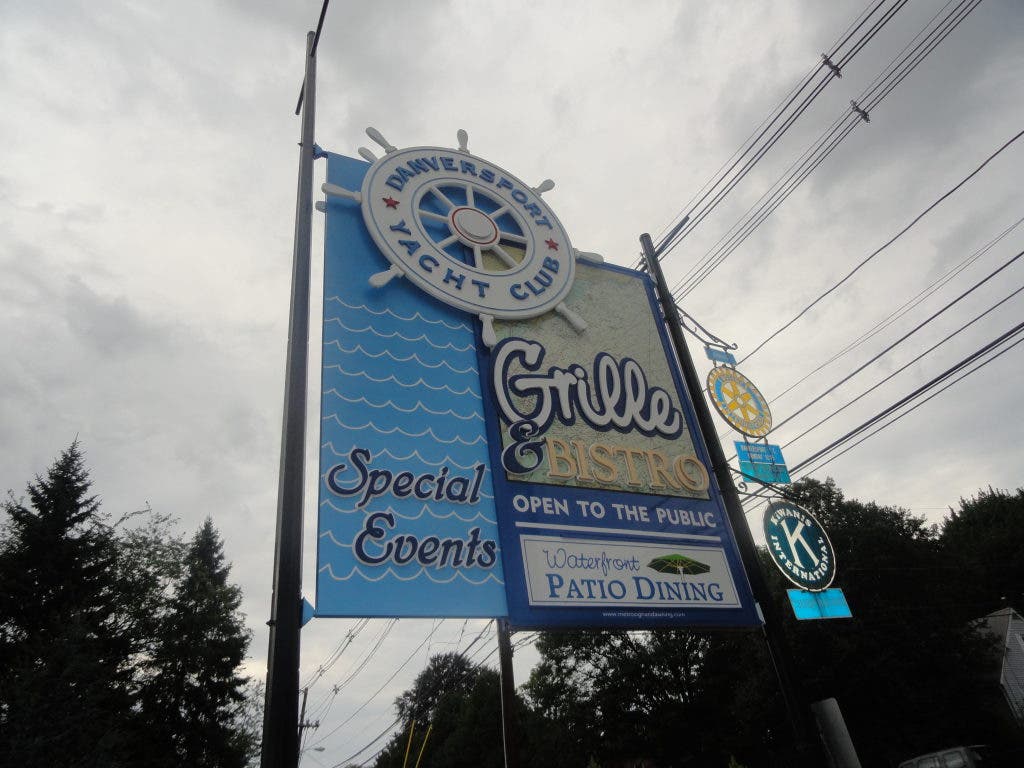 DANVERSPORT
YACHT CLUB
Grille
& BISTRO
Special
Events
OPEN TO THE PUBLIC
Waterfront
PATIO DINING
K
KIWANIS
INTERNATIONAL